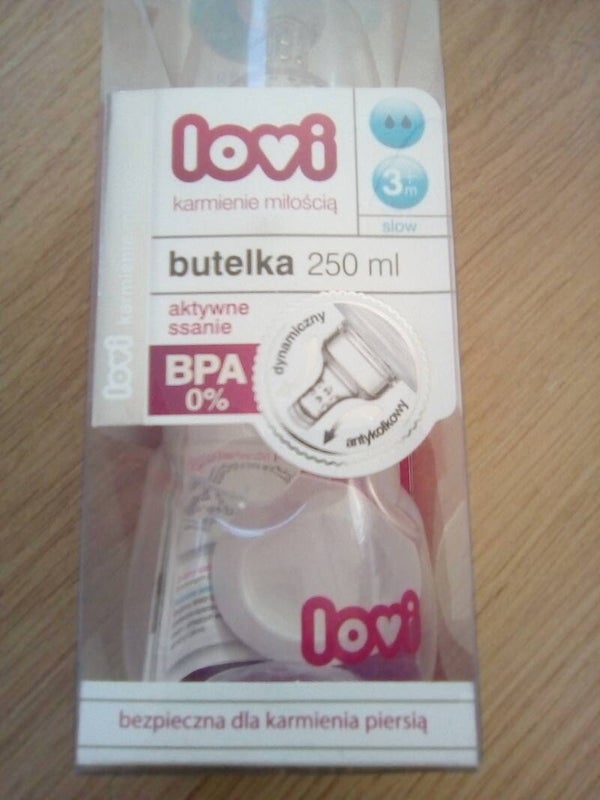 lovi
karmienie miłością
3+
m
slow
butelka 250 ml
aktywne
ssanie
BPA
0%
dynamiczny
antykolkowy
lovi
lovi
bezpieczna dla karmienia piersią